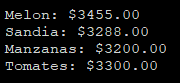 Melon: $3455.00
Sandia: $3288.00
Manzanas: $3200.00
Tomates: $3300.00